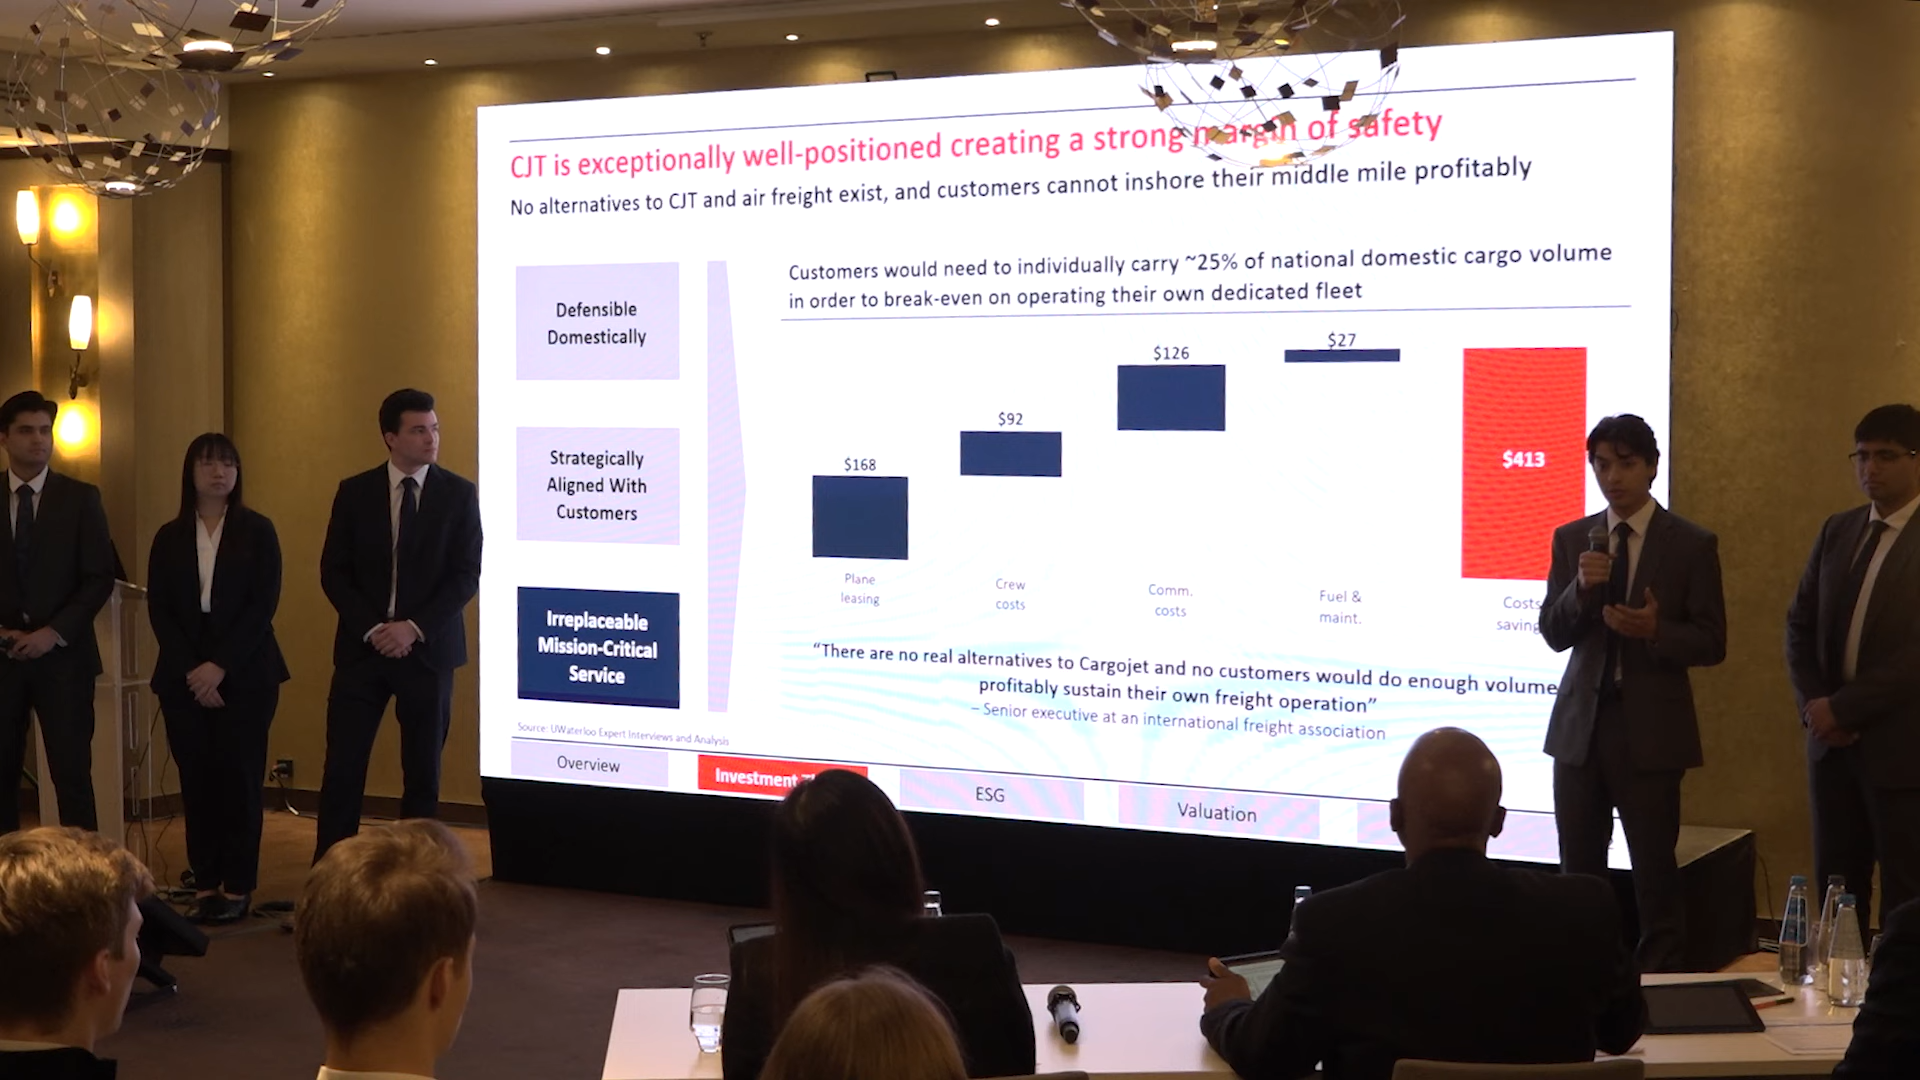 CJT is exceptionally well-positioned creating a strong margin of safety
No alternatives to CJT and air freight exist, and customers cannot inshore their middle mile profitably
Defensible
Domestically
Strategically
Aligned With
Customers
Irreplaceable
Mission-Critical
Service
Customers would need to individually carry ~25% of national domestic cargo volume
in order to break-even on operating their own dedicated fleet
$168
$92
$126
$27
$413
Plane
leasing
Crew
costs
Comm.
costs
Fuel &
maint.
Costs
“There are no real alternatives to Cargojet and no customers would do enough volume
profitably sustain their own freight operation”
– Senior executive at an international freight association
Source: UWaterloo Expert Interviews and Analysis
Overview
Investment
ESG
Valuation